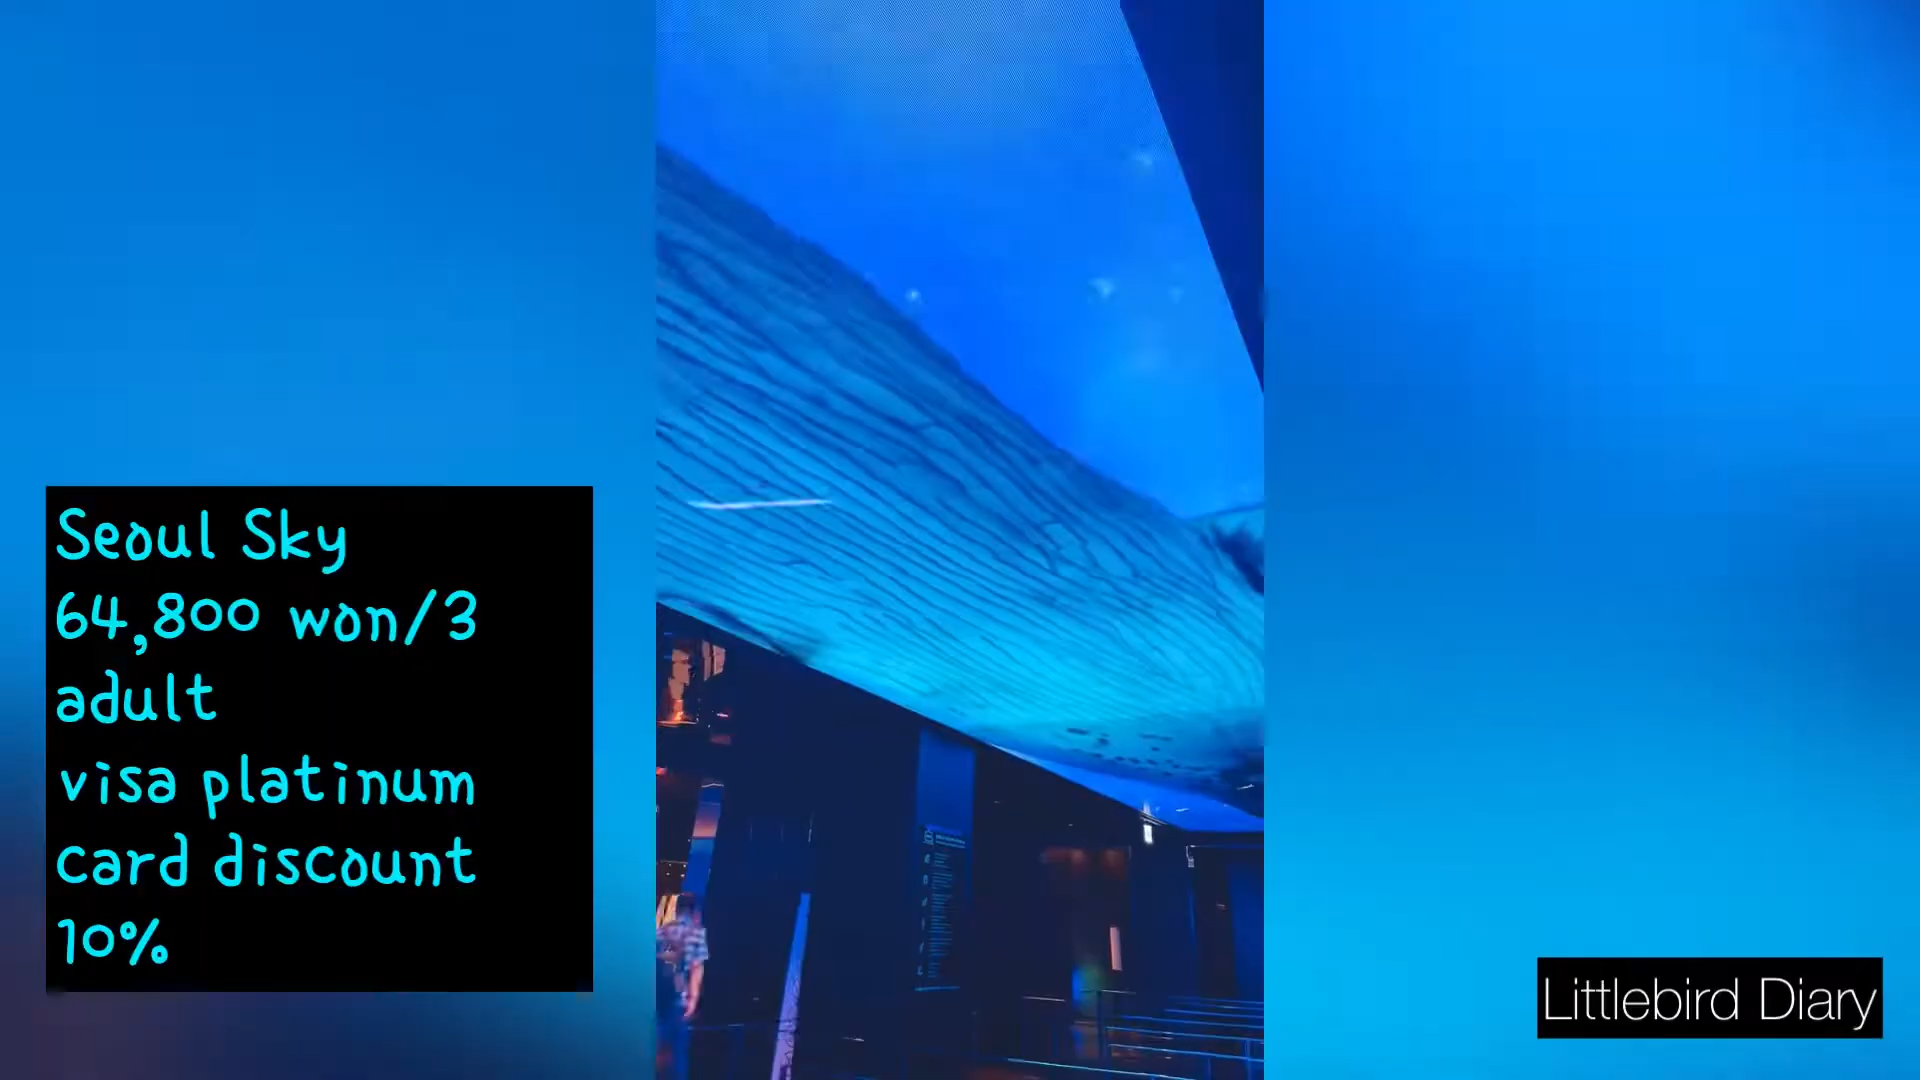 Seoul Sky
64,800 won/3
adult
visa platinum
card discount
10%
Littlebird Diary